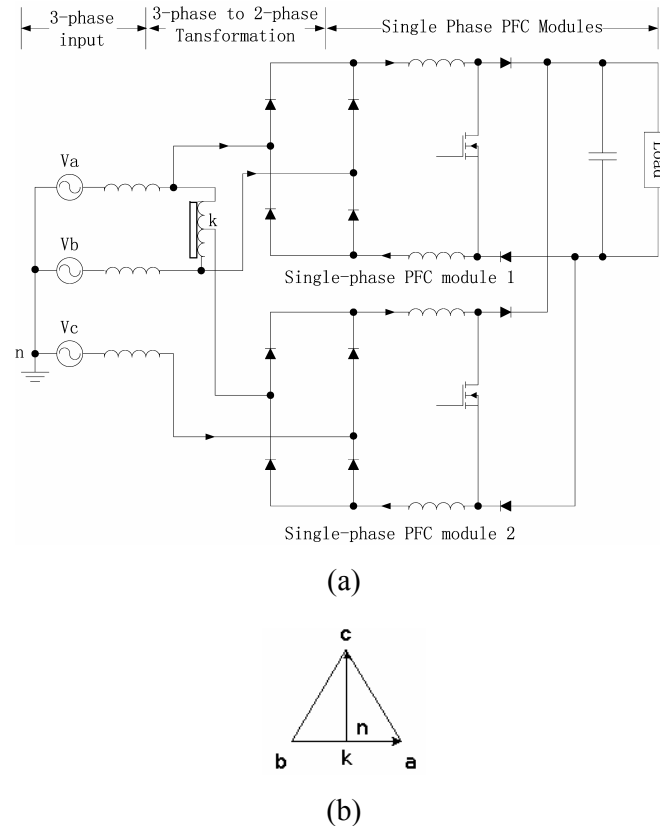 3-phase input
3-phase to 2-phase Tansformation
Single Phase PFC Modules
Va
k
Vb
Vc
n
Load
Single-phase PFC module 1
Single-phase PFC module 2
(a)
c
n
b
k
a
(b)